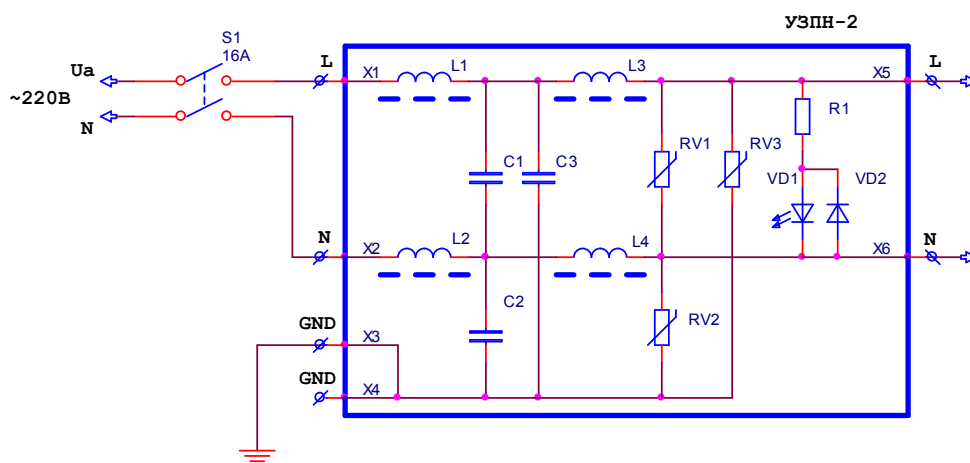 УЗПН-2
S1
16А
Ua
~220В
N
L
X1
L1
L3
X5
L
R1
RV1
RV3
C1
C3
VD1
VD2
N
X2
L2
L4
X6
N
C2
RV2
GND
X3
GND
X4